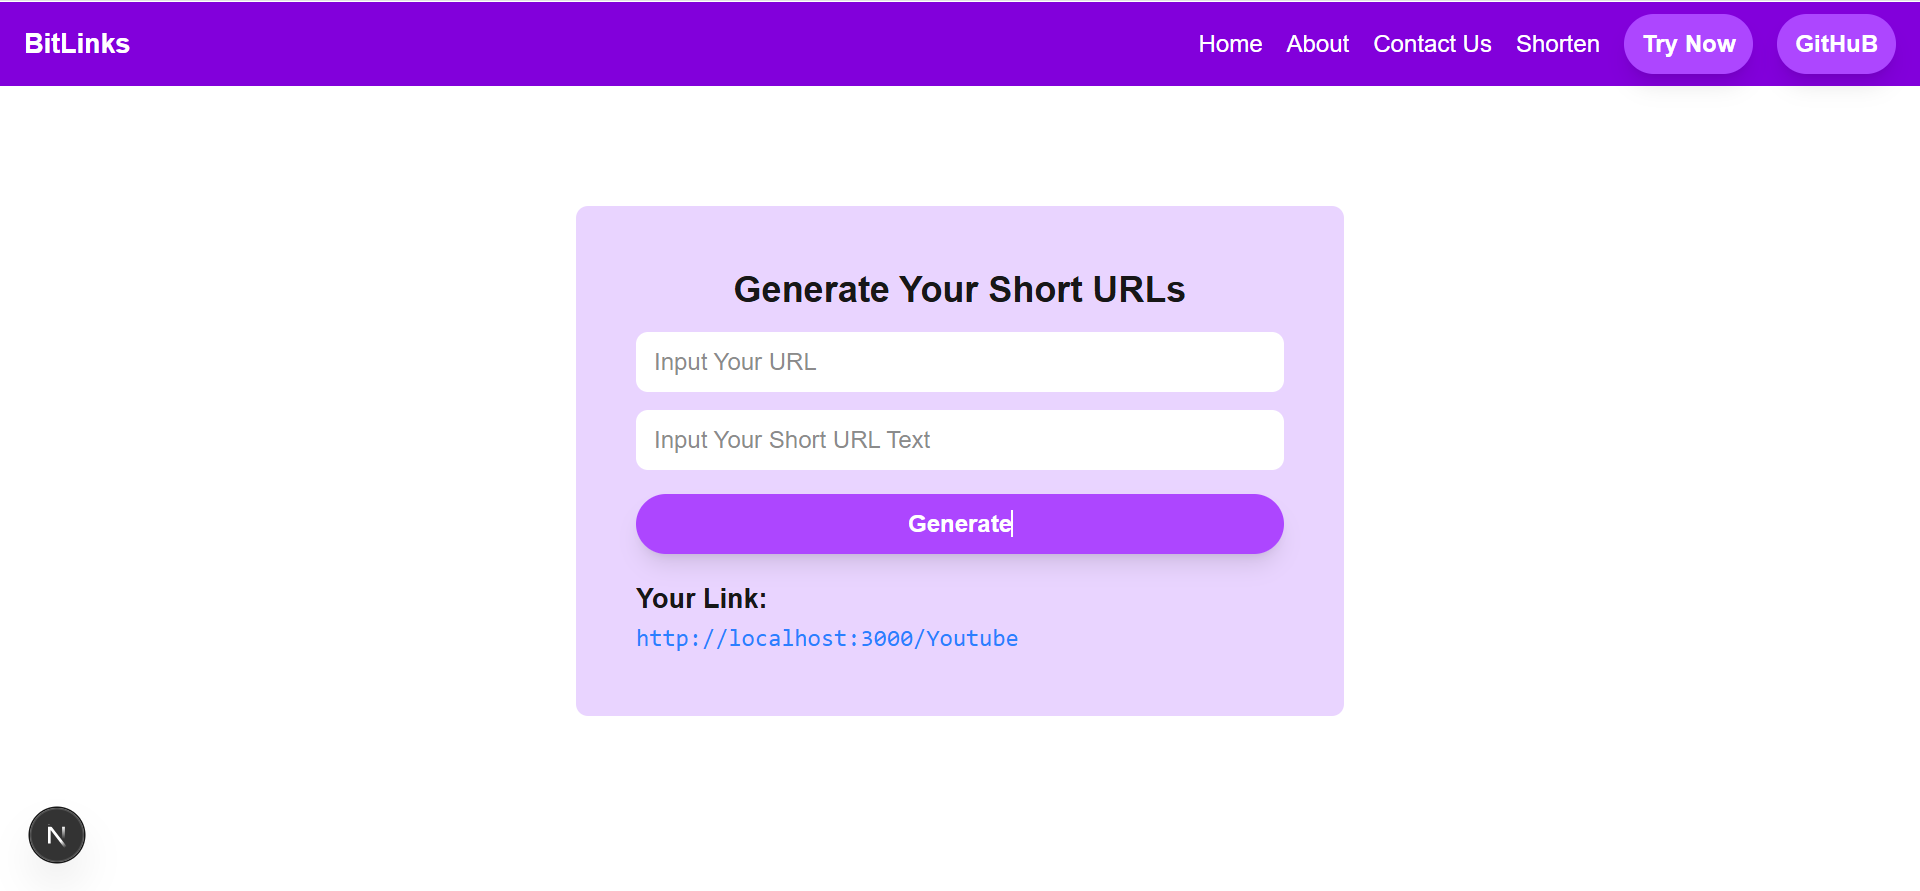 BitLinks
Home About Contact Us Shorten Try Now GitHuB
Generate Your Short URLs
Input Your URL
Input Your Short URL Text
Generate
Your Link:
http://localhost:3000/Youtube
N